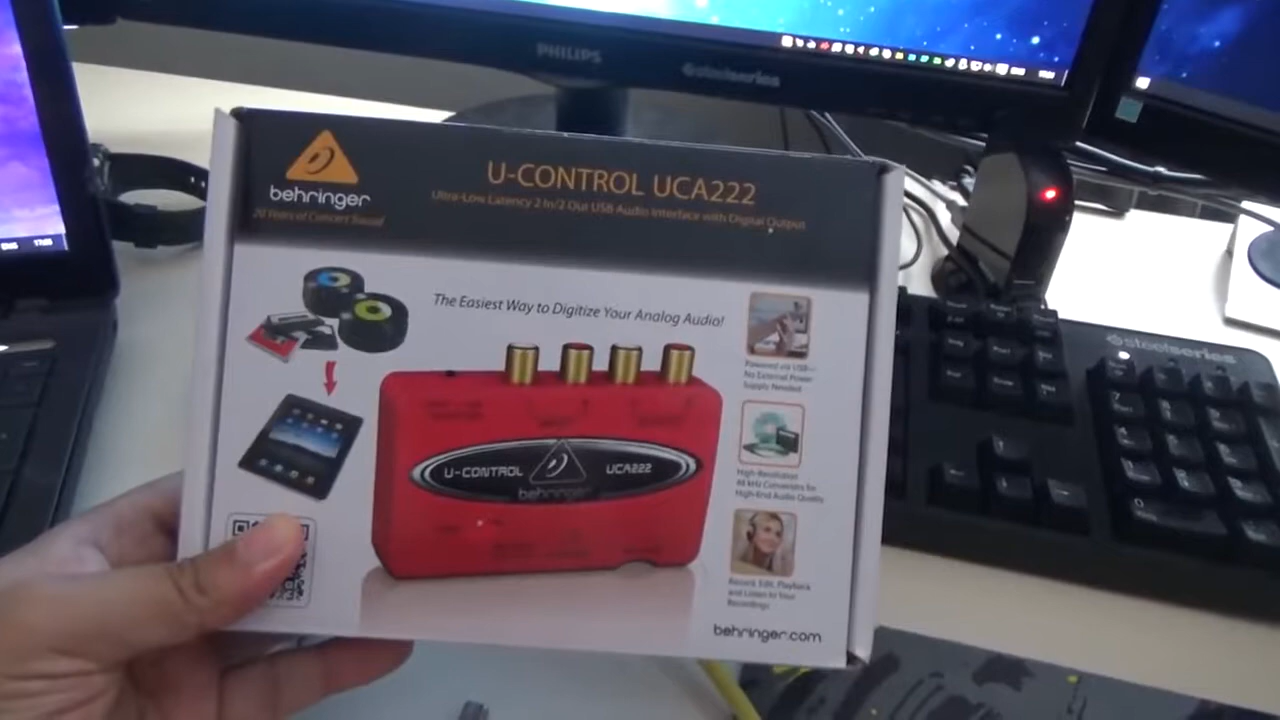 PHILIPS
steelseries
behringer
20 Years of Concert Sound
U-CONTROL UCA222
Ultra-Low Latency 2 In/2 Out USB Audio Interface with Digital Output
The Easiest Way to Digitize Your Analog Audio!
Powered via USB—
No External Power
Supply Needed
U-CONTROL
UCA222
behringer
High-Resolution
48 kHz Converters for
High-End Audio Quality
Record, Edit, Playback
and Listen to Your
Recordings
behringer.com
steelseries